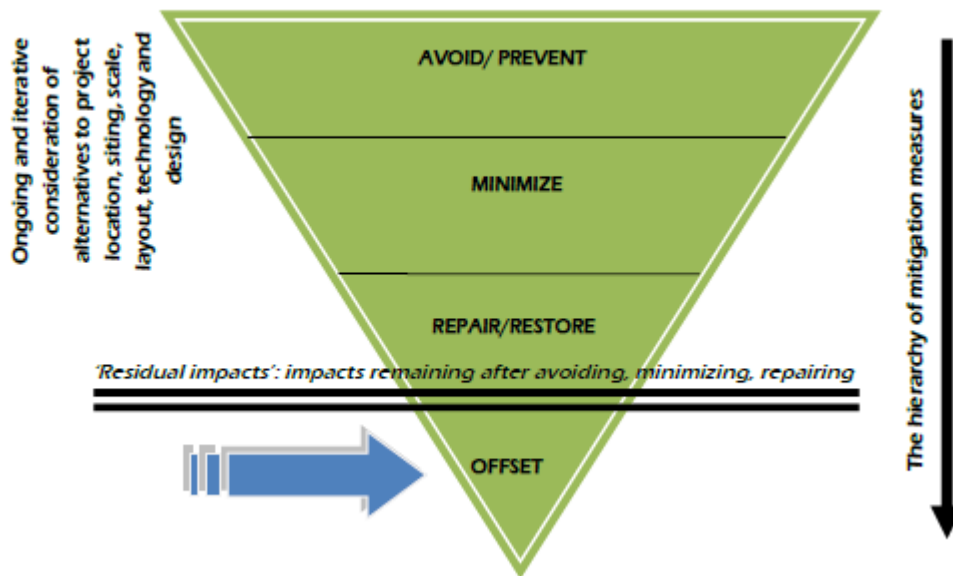 Ongoing and iterative
consideration of
alternatives to project
location, siting, scale,
layout, technology and
design
AVOID/ PREVENT
MINIMIZE
REPAIR/RESTORE
‘Residual impacts’: impacts remaining after avoiding, minimizing, repairing
OFFSET
The hierarchy of mitigation measures